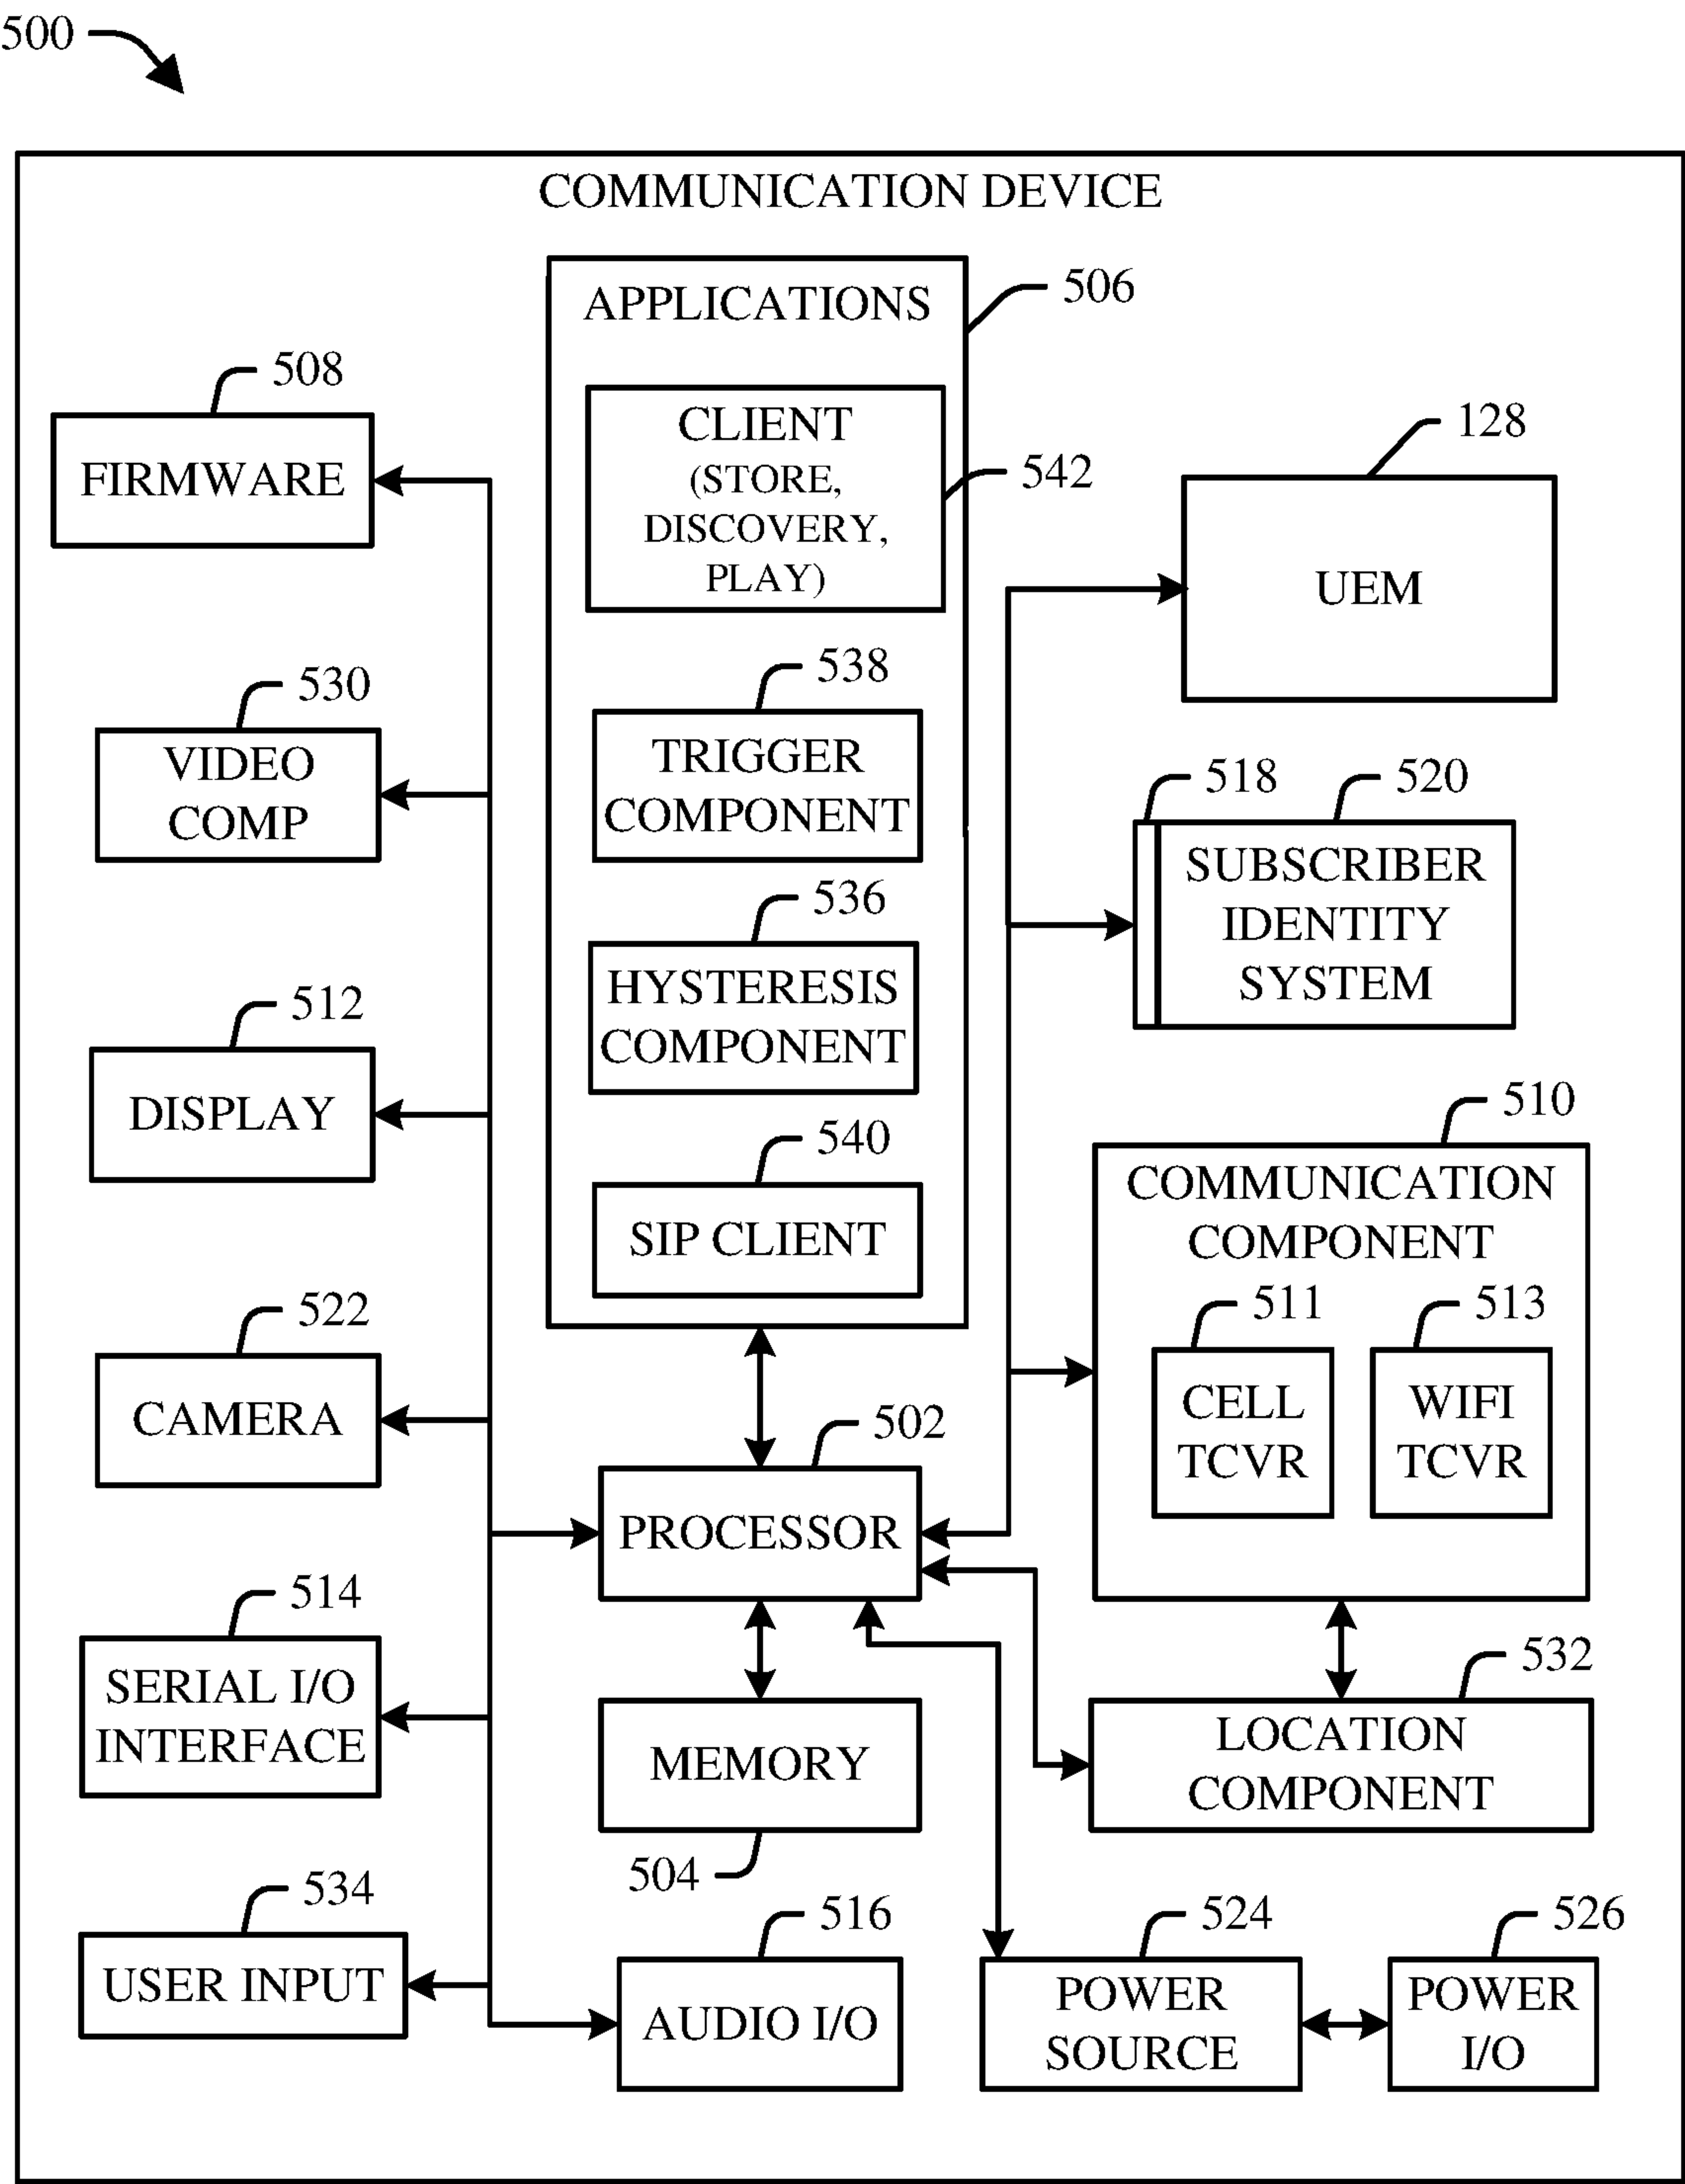 500
COMMUNICATION DEVICE
APPLICATIONS
506
CLIENT
(STORE,
DISCOVERY,
PLAY)
542
538
TRIGGER
COMPONENT
536
HYSTERESIS
COMPONENT
540
SIP CLIENT
508
FIRMWARE
530
VIDEO
COMP
512
DISPLAY
522
CAMERA
514
SERIAL I/O
INTERFACE
534
USER INPUT
502
PROCESSOR
MEMORY
504
516
AUDIO I/O
128
UEM
518
520
SUBSCRIBER
IDENTITY
SYSTEM
510
COMMUNICATION
COMPONENT
511
CELL
TCVR
513
WIFI
TCVR
532
LOCATION
COMPONENT
524
POWER
SOURCE
526
POWER
I/O